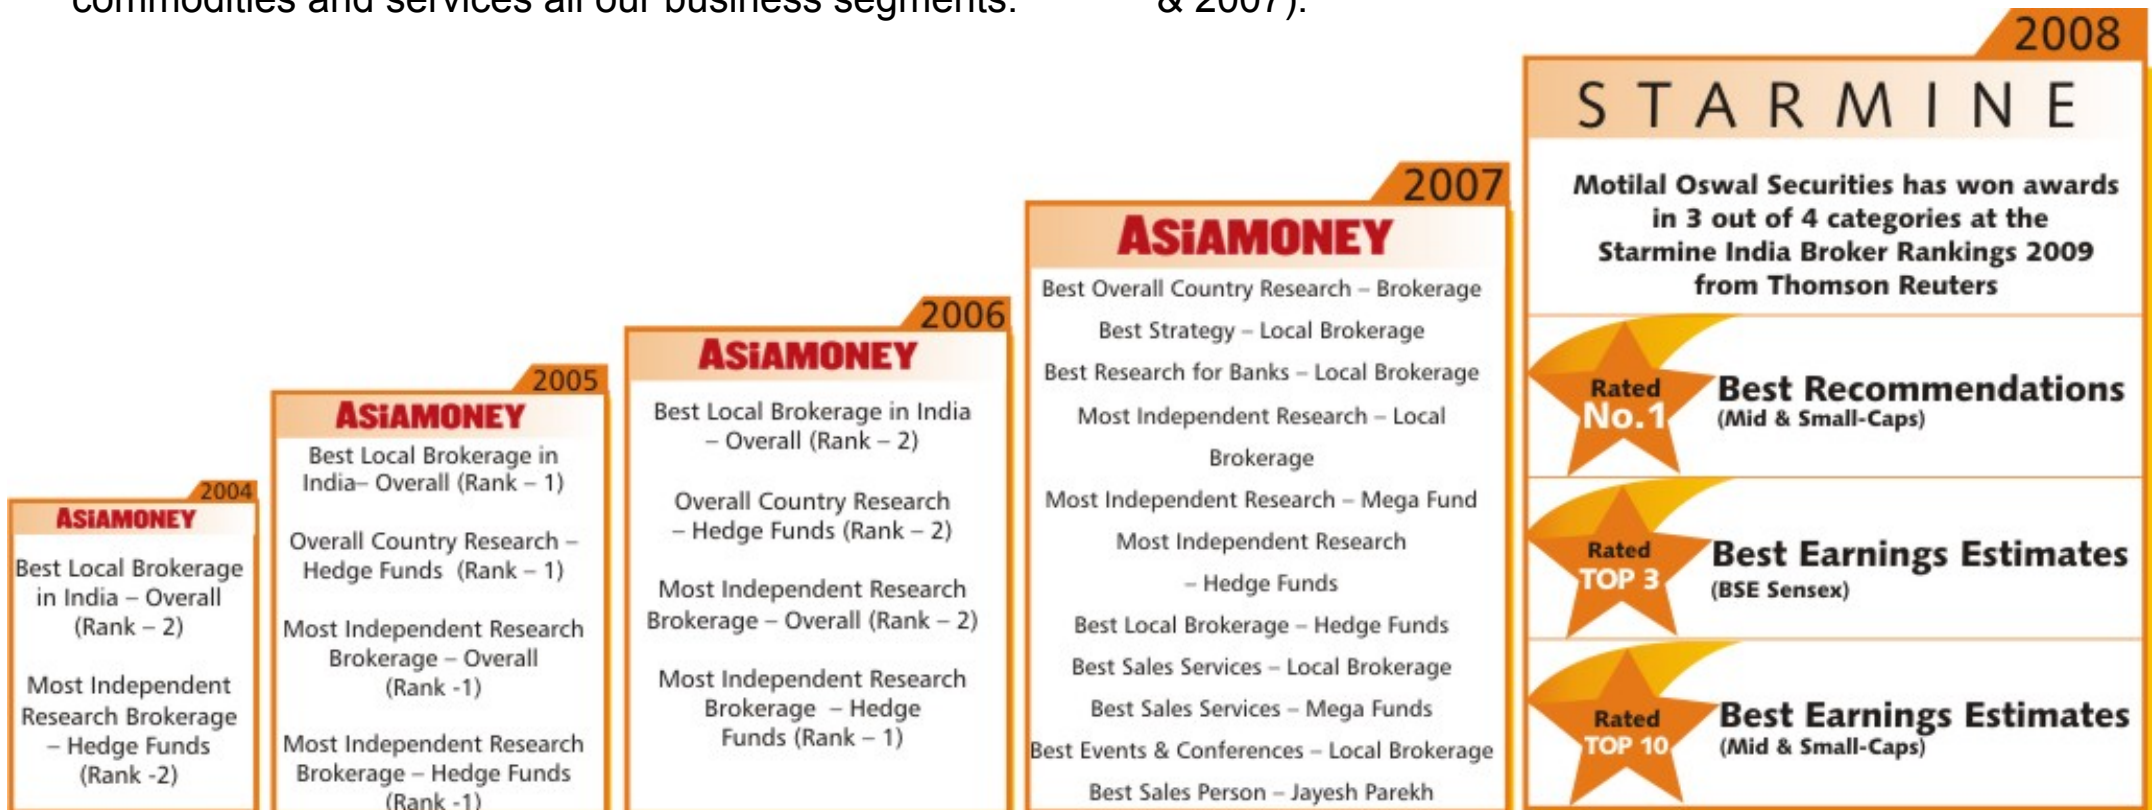 commodities and services all our business segments.
& 2007).
2004
ASiAMONEY
Best Local Brokerage
in India – Overall
(Rank – 2)
Most Independent
Research Brokerage
– Hedge Funds
(Rank -2)
2005
ASiAMONEY
Best Local Brokerage in
India– Overall (Rank – 1)
Overall Country Research –
Hedge Funds (Rank – 1)
Most Independent Research
Brokerage – Overall
(Rank -1)
Most Independent Research
Brokerage – Hedge Funds
(Rank -1)
2006
ASiAMONEY
Best Local Brokerage in India
– Overall (Rank – 2)
Overall Country Research
– Hedge Funds (Rank – 2)
Most Independent Research
Brokerage – Overall (Rank – 2)
Most Independent Research
Brokerage – Hedge
Funds (Rank – 1)
2007
ASiAMONEY
Best Overall Country Research – Brokerage
Best Strategy – Local Brokerage
Best Research for Banks – Local Brokerage
Most Independent Research – Local
Brokerage
Most Independent Research – Mega Fund
Most Independent Research
– Hedge Funds
Best Local Brokerage – Hedge Funds
Best Sales Services – Local Brokerage
Best Sales Services – Mega Funds
Best Events & Conferences – Local Brokerage
Best Sales Person – Jayesh Parekh
2008
STARMINE
Motilal Oswal Securities has won awards
in 3 out of 4 categories at the
Starmine India Broker Rankings 2009
from Thomson Reuters
Rated
No.1
Best Recommendations
(Mid & Small-Caps)
Rated
TOP 3
Best Earnings Estimates
(BSE Sensex)
Rated
TOP 10
Best Earnings Estimates
(Mid & Small-Caps)